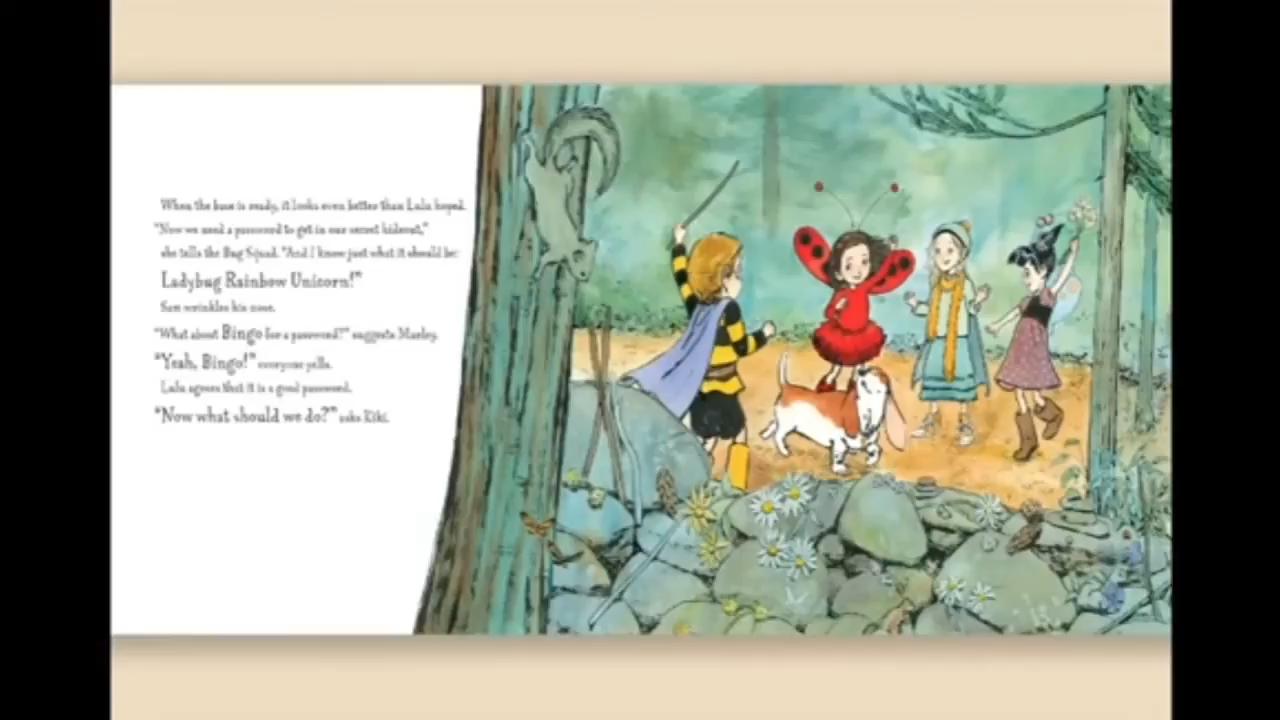 When the base is ready, it looks even better than Lulu hoped.
"Now we need a password to get in our secret hideout,"
she tells the Bug Squad. "And I know just what it should be:
Ladybug Rainbow Unicorn!"
Sam wrinkles his nose.
"What about Bingo for a password?" suggests Marley.
"Yeah, Bingo!" everyone yells.
Lulu agrees that it is a good password.
"Now what should we do?" asks Kiki.